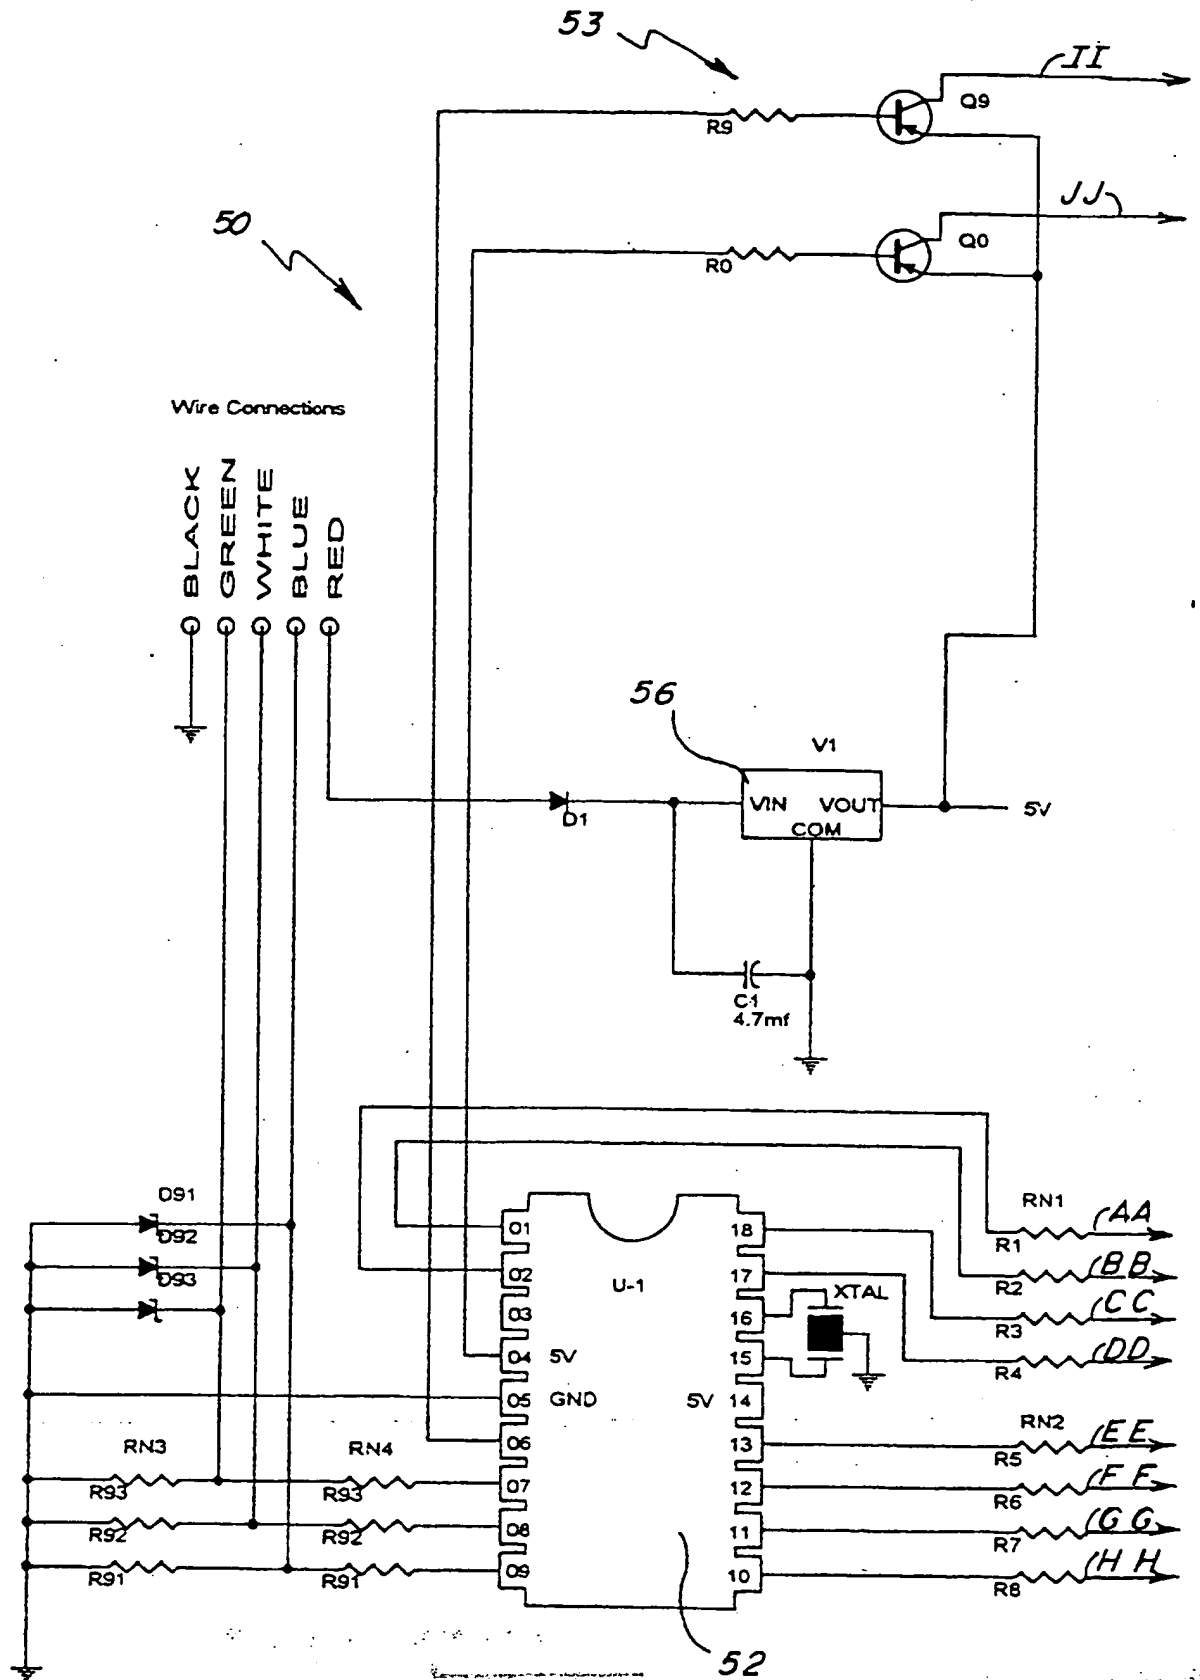 53
II
Q9
R9
JJ
50
Q0
R0
Wire Connections
BLACK
GREEN
WHITE
BLUE
RED
56
V1
VIN VOUT
COM
D1
5V
C1
4.7mf
D91
D92
D93
RN1
AA
R1
BB
R2
CC
R3
DD
R4
RN2
EE
R5
FF
R6
GG
R7
HH
R8
01
02
03
04 5V
05 GND
06
07
08
09
U-1
18
17
16
15
5V 14
13
12
11
10
XTAL
RN3
RN4
R93
R93
R92
R92
R91
R91
52